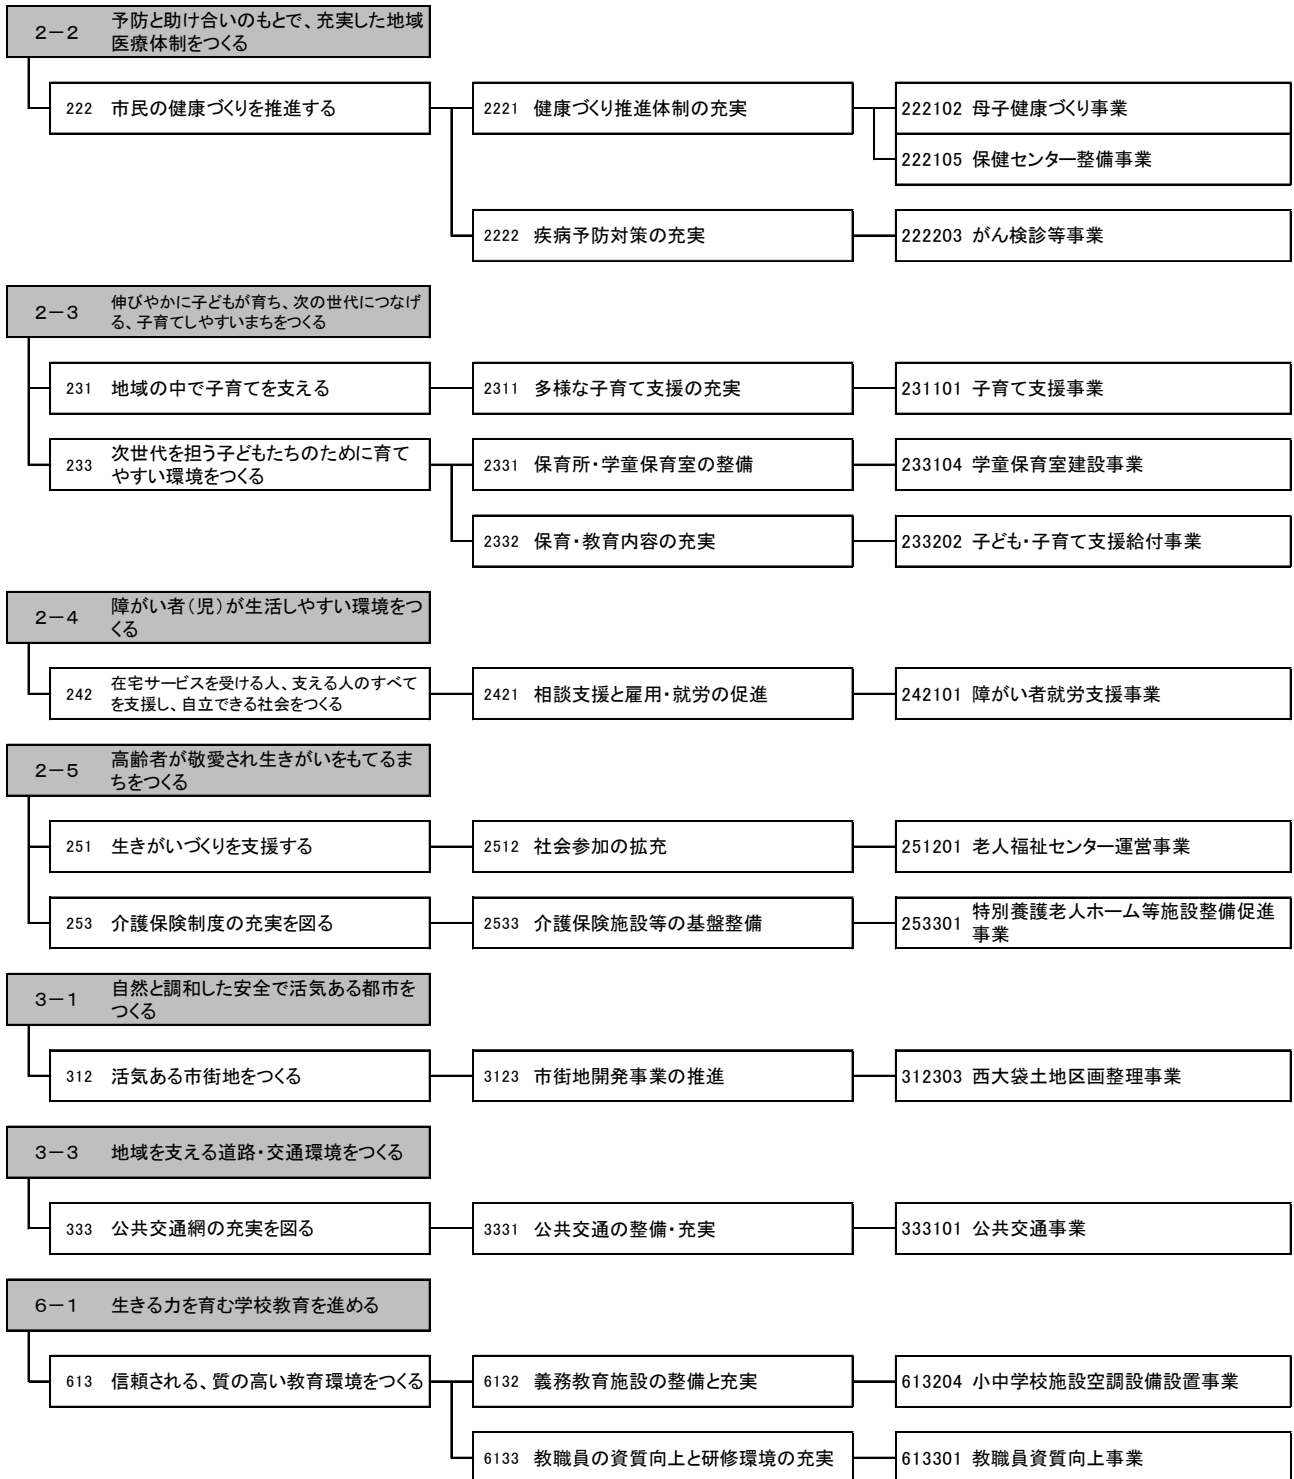 2－2 予防と助け合いのもとで、充実した地域
医療体制をつくる
222 市民の健康づくりを推進する
2221 健康づくり推進体制の充実
222102 母子健康づくり事業
222105 保健センター整備事業
2222 疾病予防対策の充実
222203 がん検診等事業
2－3 伸びやかに子どもが育ち、次の世代につなげ
る、子育てしやすいまちをつくる
231 地域の中で子育てを支える
2311 多様な子育て支援の充実
231101 子育て支援事業
233 次世代を担う子どもたちのために育て
やすい環境をつくる
2331 保育所・学童保育室の整備
233104 学童保育室建設事業
2332 保育・教育内容の充実
233202 子ども・子育て支援給付事業
2－4 障がい者（児）が生活しやすい環境をつ
くる
242 在宅サービスを受ける人、支える人のすべて
を支援し、自立できる社会をつくる
2421 相談支援と雇用・就労の促進
242101 障がい者就労支援事業
2－5 高齢者が敬愛され生きがいをもてるま
ちをつくる
251 生きがいづくりを支援する
2512 社会参加の拡充
251201 老人福祉センター運営事業
253 介護保険制度の充実を図る
2533 介護保険施設等の基盤整備
253301 特別養護老人ホーム等施設整備促進
事業
3－1 自然と調和した安全で活気ある都市を
つくる
312 活気ある市街地をつくる
3123 市街地開発事業の推進
312303 西大袋土地区画整理事業
3－3 地域を支える道路・交通環境をつくる
333 公共交通網の充実を図る
3331 公共交通の整備・充実
333101 公共交通事業
6－1 生きる力を育む学校教育を進める
613 信頼される、質の高い教育環境をつくる
6132 義務教育施設の整備と充実
613204 小中学校施設空調設備設置事業
6133 教職員の資質向上と研修環境の充実
613301 教職員資質向上事業